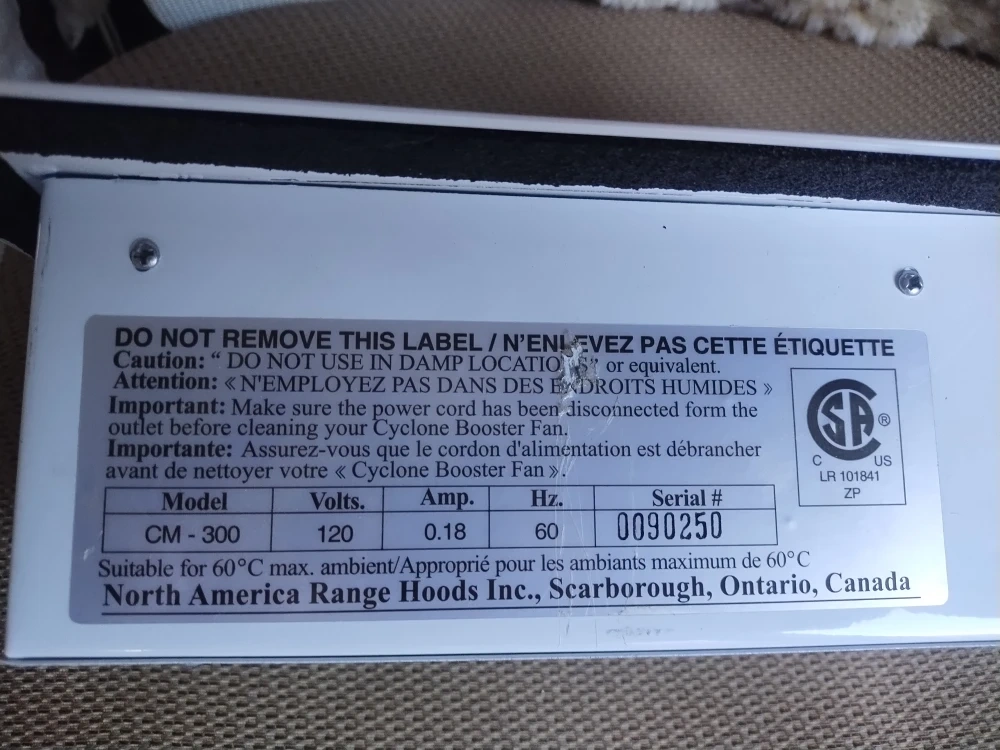 DO NOT REMOVE THIS LABEL / N'ENLEVEZ PAS CETTE ÉTIQUETTE
Caution: " DO NOT USE IN DAMP LOCATIONS" or equivalent.
Attention: « N'EMPLOYEZ PAS DANS DES ENDROITS HUMIDES »
Important: Make sure the power cord has been disconnected form the
outlet before cleaning your Cyclone Booster Fan.
Importante: Assurez-vous que le cordon d'alimentation est débrancher
avant de nettoyer votre « Cyclone Booster Fan ».
SA ®
C US
LR 101841
ZP
Model Volts. Amp. Hz. Serial #
CM - 300 120 0.18 60 0090250
Suitable for 60°C max. ambient/Approprié pour les ambiants maximum de 60°C
North America Range Hoods Inc., Scarborough, Ontario, Canada